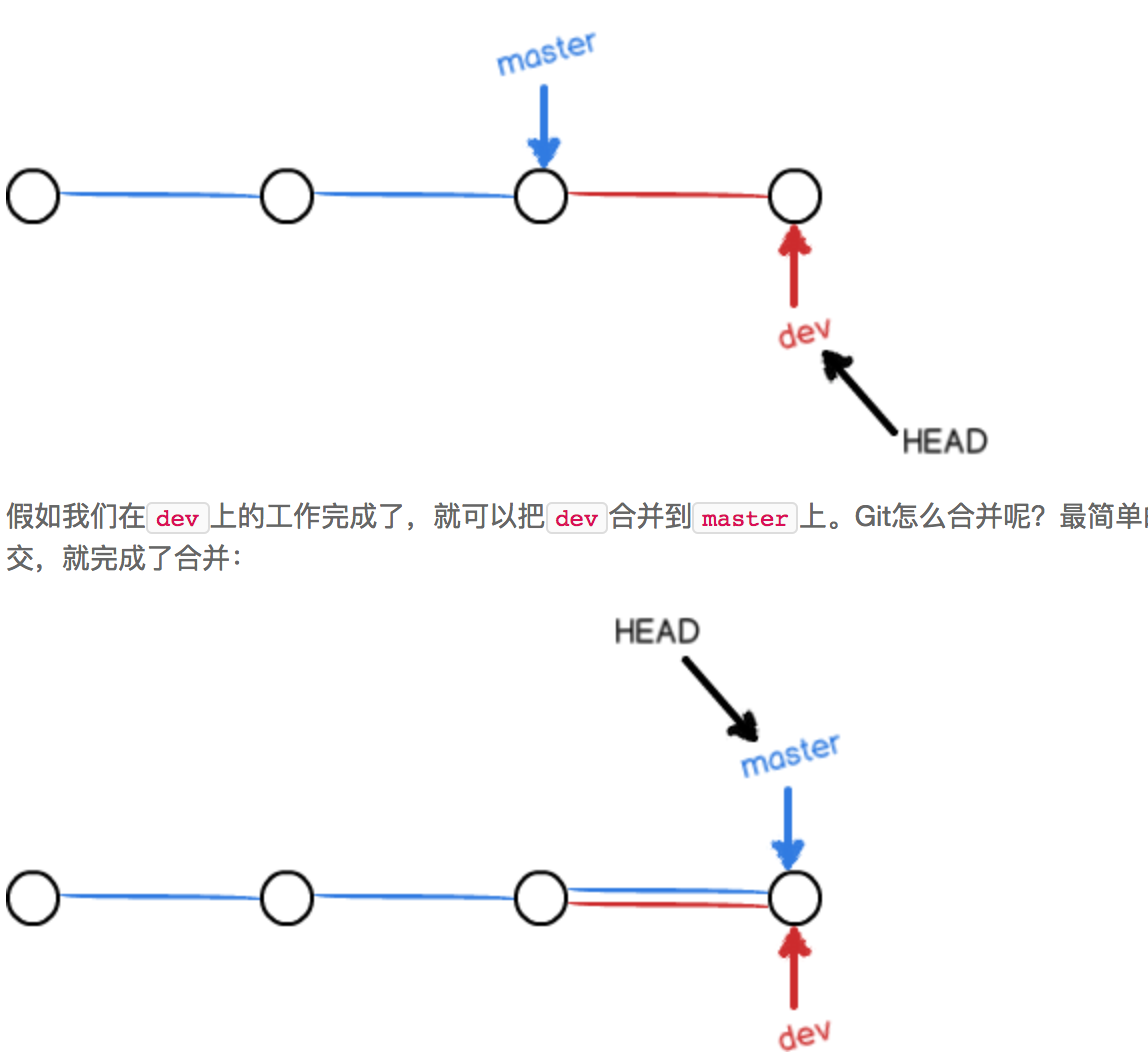 master
dev
HEAD
假如我们在dev上的工作完成了，就可以把dev合并到master上。Git怎么合并呢？最简单
交，就完成了合并：
HEAD
master
dev